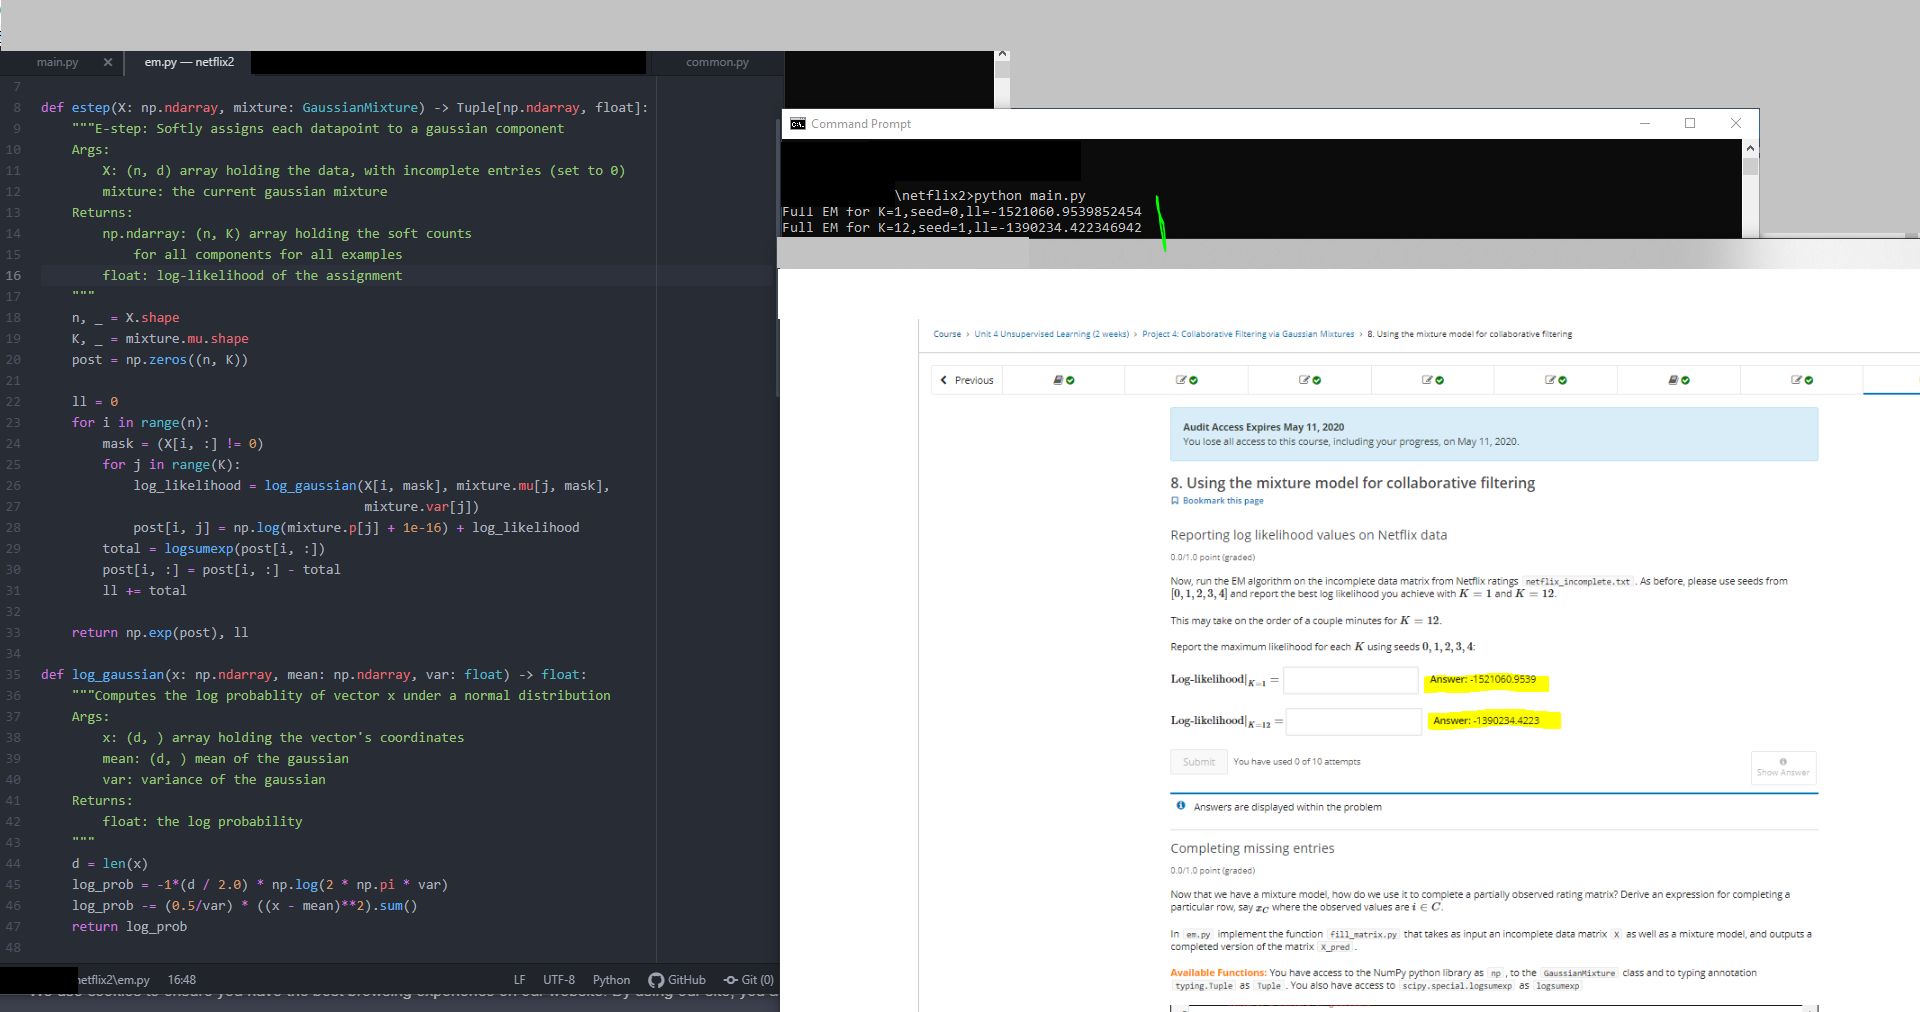 main.py
em.py — netflix2
common.py
7
8 def estep(X: np.ndarray, mixture: GaussianMixture) -> Tuple[np.ndarray, float]:
9 """E-step: Softly assigns each datapoint to a gaussian component
10 Args:
11 X: (n, d) array holding the data, with incomplete entries (set to 0)
12 mixture: the current gaussian mixture
13 Returns:
14 np.ndarray: (n, K) array holding the soft counts
15 for all components for all examples
16 float: log-likelihood of the assignment
17 """
18 n, _ = X.shape
19 K, _ = mixture.mu.shape
20 post = np.zeros((n, K))
21
22 ll = 0
23 for i in range(n):
24 mask = (X[i, :] != 0)
25 for j in range(K):
26 log_likelihood = log_gaussian(X[i, mask], mixture.mu[j, mask],
27 mixture.var[j])
28 post[i, j] = np.log(mixture.p[j] + 1e-16) + log_likelihood
29 total = logsumexp(post[i, :])
30 post[i, :] = post[i, :] - total
31 ll += total
32
33 return np.exp(post), ll
34
35 def log_gaussian(x: np.ndarray, mean: np.ndarray, var: float) -> float:
36 """Computes the log probablity of vector x under a normal distribution
37 Args:
38 x: (d, ) array holding the vector's coordinates
39 mean: (d, ) mean of the gaussian
40 var: variance of the gaussian
41 Returns:
42 float: the log probability
43 """
44 d = len(x)
45 log_prob = -1*(d / 2.0) * np.log(2 * np.pi * var)
46 log_prob -= (0.5/var) * ((x - mean)**2).sum()
47 return log_prob
48
netflix2\em.py 16:48 LF UTF-8 Python GitHub Git (0)
Command Prompt
\netflix2>python main.py
Full EM for K=1,seed=0,ll=-1521060.9539852454
Full EM for K=12,seed=1,ll=-1390234.422346942
Course > Unit 4 Unsupervised Learning (2 weeks) > Project 4: Collaborative Filtering via Gaussian Mixtures > 8. Using the mixture model for collaborative filtering
Previous
Audit Access Expires May 11, 2020
You lose all access to this course, including your progress, on May 11, 2020.
8. Using the mixture model for collaborative filtering
Bookmark this page
Reporting log likelihood values on Netflix data
0.0/1.0 point (graded)
Now, run the EM algorithm on the incomplete data matrix from Netflix ratings netflix_incomplete.txt . As before, please use seeds from
[0, 1, 2, 3, 4] and report the best log likelihood you achieve with K = 1 and K = 12.
This may take on the order of a couple minutes for K = 12.
Report the maximum likelihood for each K using seeds 0, 1, 2, 3, 4:
Log-likelihood|K=1 = Answer: -1521060.9539
Log-likelihood|K=12 = Answer: -1390234.4223
Submit You have used 0 of 10 attempts
Show Answer
Answers are displayed within the problem
Completing missing entries
0.0/1.0 point (graded)
Now that we have a mixture model, how do we use it to complete a partially observed rating matrix? Derive an expression for completing a
particular row, say xC where the observed values are i ∈ C.
In em.py implement the function fill_matrix.py that takes as input an incomplete data matrix X as well as a mixture model, and outputs a
completed version of the matrix X_pred .
Available Functions: You have access to the NumPy python library as np , to the GaussianMixture class and to typing annotation
typing.Tuple as Tuple . You also have access to scipy.special.logsumexp as logsumexp